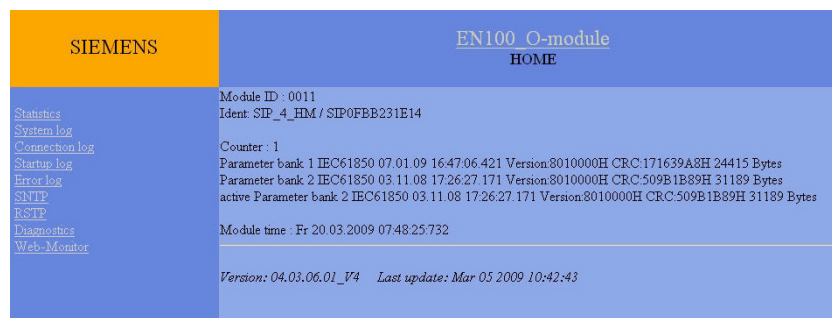 SIEMENS
EN100_O-module
HOME
Statistics
System log
Connection log
Startup log
Error log
SNTP
RSTP
Diagnostics
Web-Monitor
Module ID : 0011
Ident: SIP_4_HM / SIP0FBB231E14
Counter : 1
Parameter bank 1 IEC61850 07.01.09 16:47:06.421 Version:8010000H CRC:171639A8H 24415 Bytes
Parameter bank 2 IEC61850 03.11.08 17:26:27.171 Version:8010000H CRC:509B1B89H 31189 Bytes
active Parameter bank 2 IEC61850 03.11.08 17:26:27.171 Version:8010000H CRC:509B1B89H 31189 Bytes
Module time : Fr 20.03.2009 07:48:25:732
Version: 04.03.06.01_V4 Last update: Mar 05 2009 10:42:43